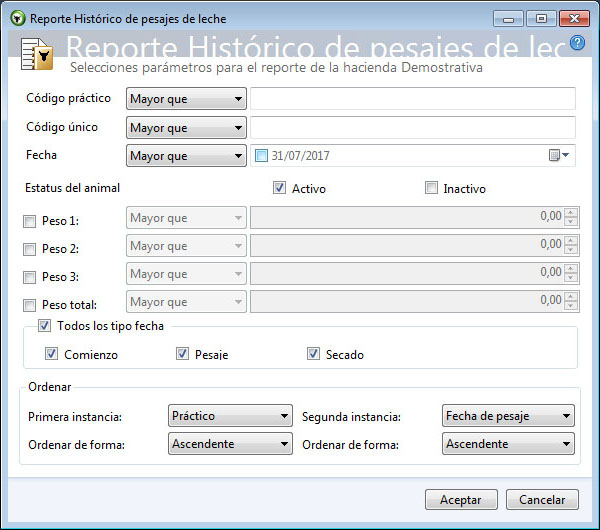 Reporte Histórico de pesajes de leche
Reporte Histórico de pesajes de lec
Selecciones parámetros para el reporte de la hacienda Demostrativa
Código práctico Mayor que
Código único Mayor que
Fecha Mayor que 31/07/2017
Estatus del animal Activo Inactivo
Peso 1: Mayor que 0,00
Peso 2: Mayor que 0,00
Peso 3: Mayor que 0,00
Peso total: Mayor que 0,00
Todos los tipo fecha
Comienzo Pesaje Secado
Ordenar
Primera instancia: Práctico Segunda instancia: Fecha de pesaje
Ordenar de forma: Ascendente Ordenar de forma: Ascendente
Aceptar Cancelar